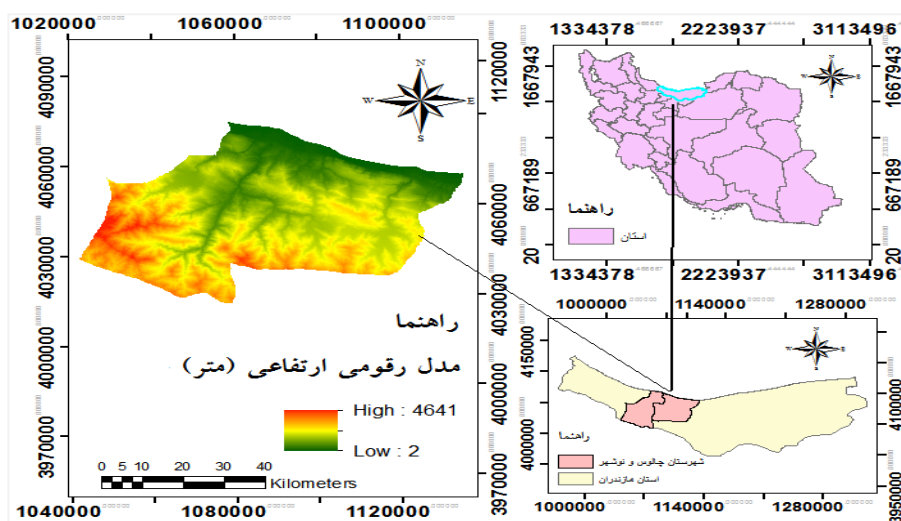 1020000 1060000 1100000
4090000
4060000
4030000
4000000
3970000
1120000
4060000
4030000
4000000
3970000
N
W E
S
راهنما
مدل رقومی ارتفاعی (متر)
High : 4641
Low : 2
0 5 10 20 30 40
Kilometers
1040000 1080000 1120000
1334378 2223937 3113496
1667943
667189
20
1667943
667189
20
N
W E
S
راهنما
استان
1334378 2223937 3113496
1000000 1140000 1280000
4150000
4000000
4100000
3950000
N
W E
S
راهنما
شهرستان چالوس و نوشهر
استان مازندران
1000000 1140000 1280000